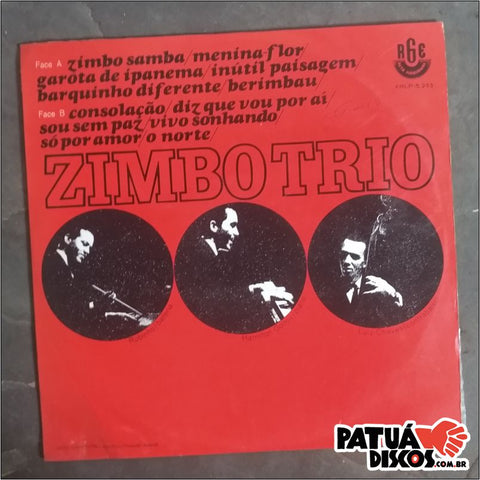 Face A zimbo samba/menina-flor/
garota de ipanema/inútil paisagem/
barquinho diferente/berimbau/
Face B consolação/diz que vou por aí/
sou sem paz/vivo sonhando/
só por amor/o norte/
RGE
ZIMBO TRIO
PATUÁ
DISCOS.COM.BR